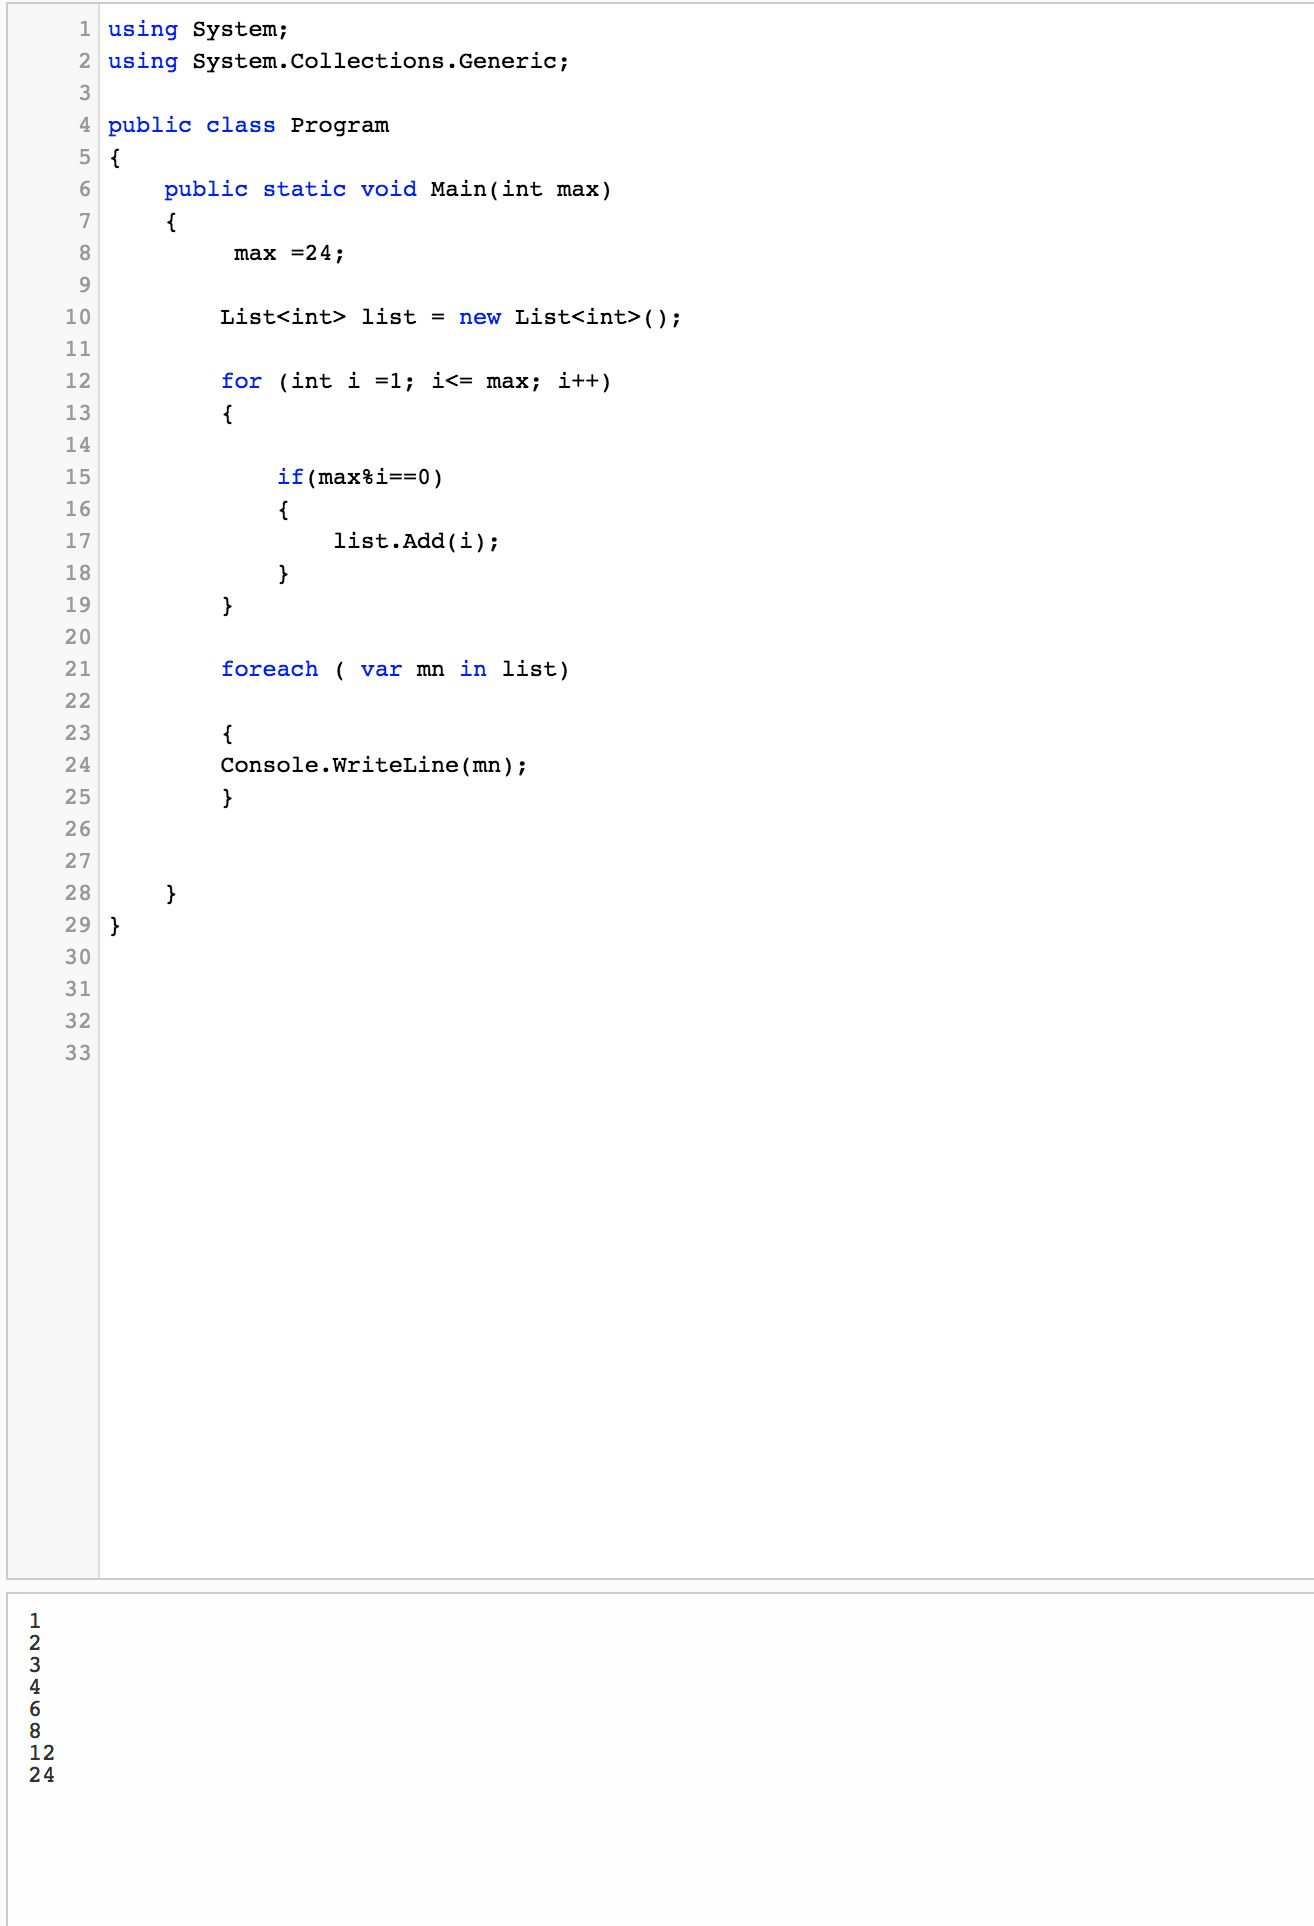 1 using System;
2 using System.Collections.Generic;
3
4 public class Program
5 {
6     public static void Main(int max)
7     {
8          max =24;
9
10         List<int> list = new List<int>();
11
12         for (int i =1; i<= max; i++)
13         {
14
15             if(max%i==0)
16             {
17                 list.Add(i);
18             }
19         }
20
21         foreach ( var mn in list)
22
23         {
24         Console.WriteLine(mn);
25         }
26
27
28     }
29 }
30
31
32
33
1
2
3
4
6
8
12
24